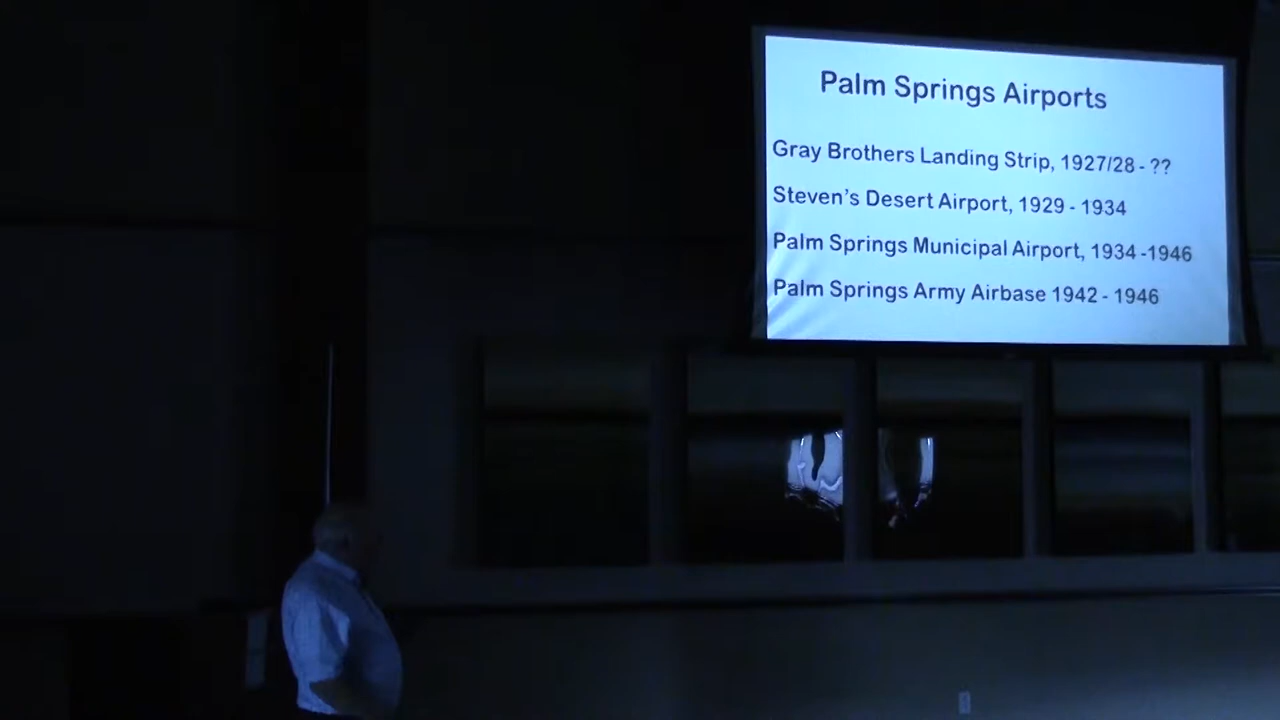 Palm Springs Airports
Gray Brothers Landing Strip, 1927/28 - ??
Steven's Desert Airport, 1929 - 1934
Palm Springs Municipal Airport, 1934 -1946
Palm Springs Army Airbase 1942 - 1946